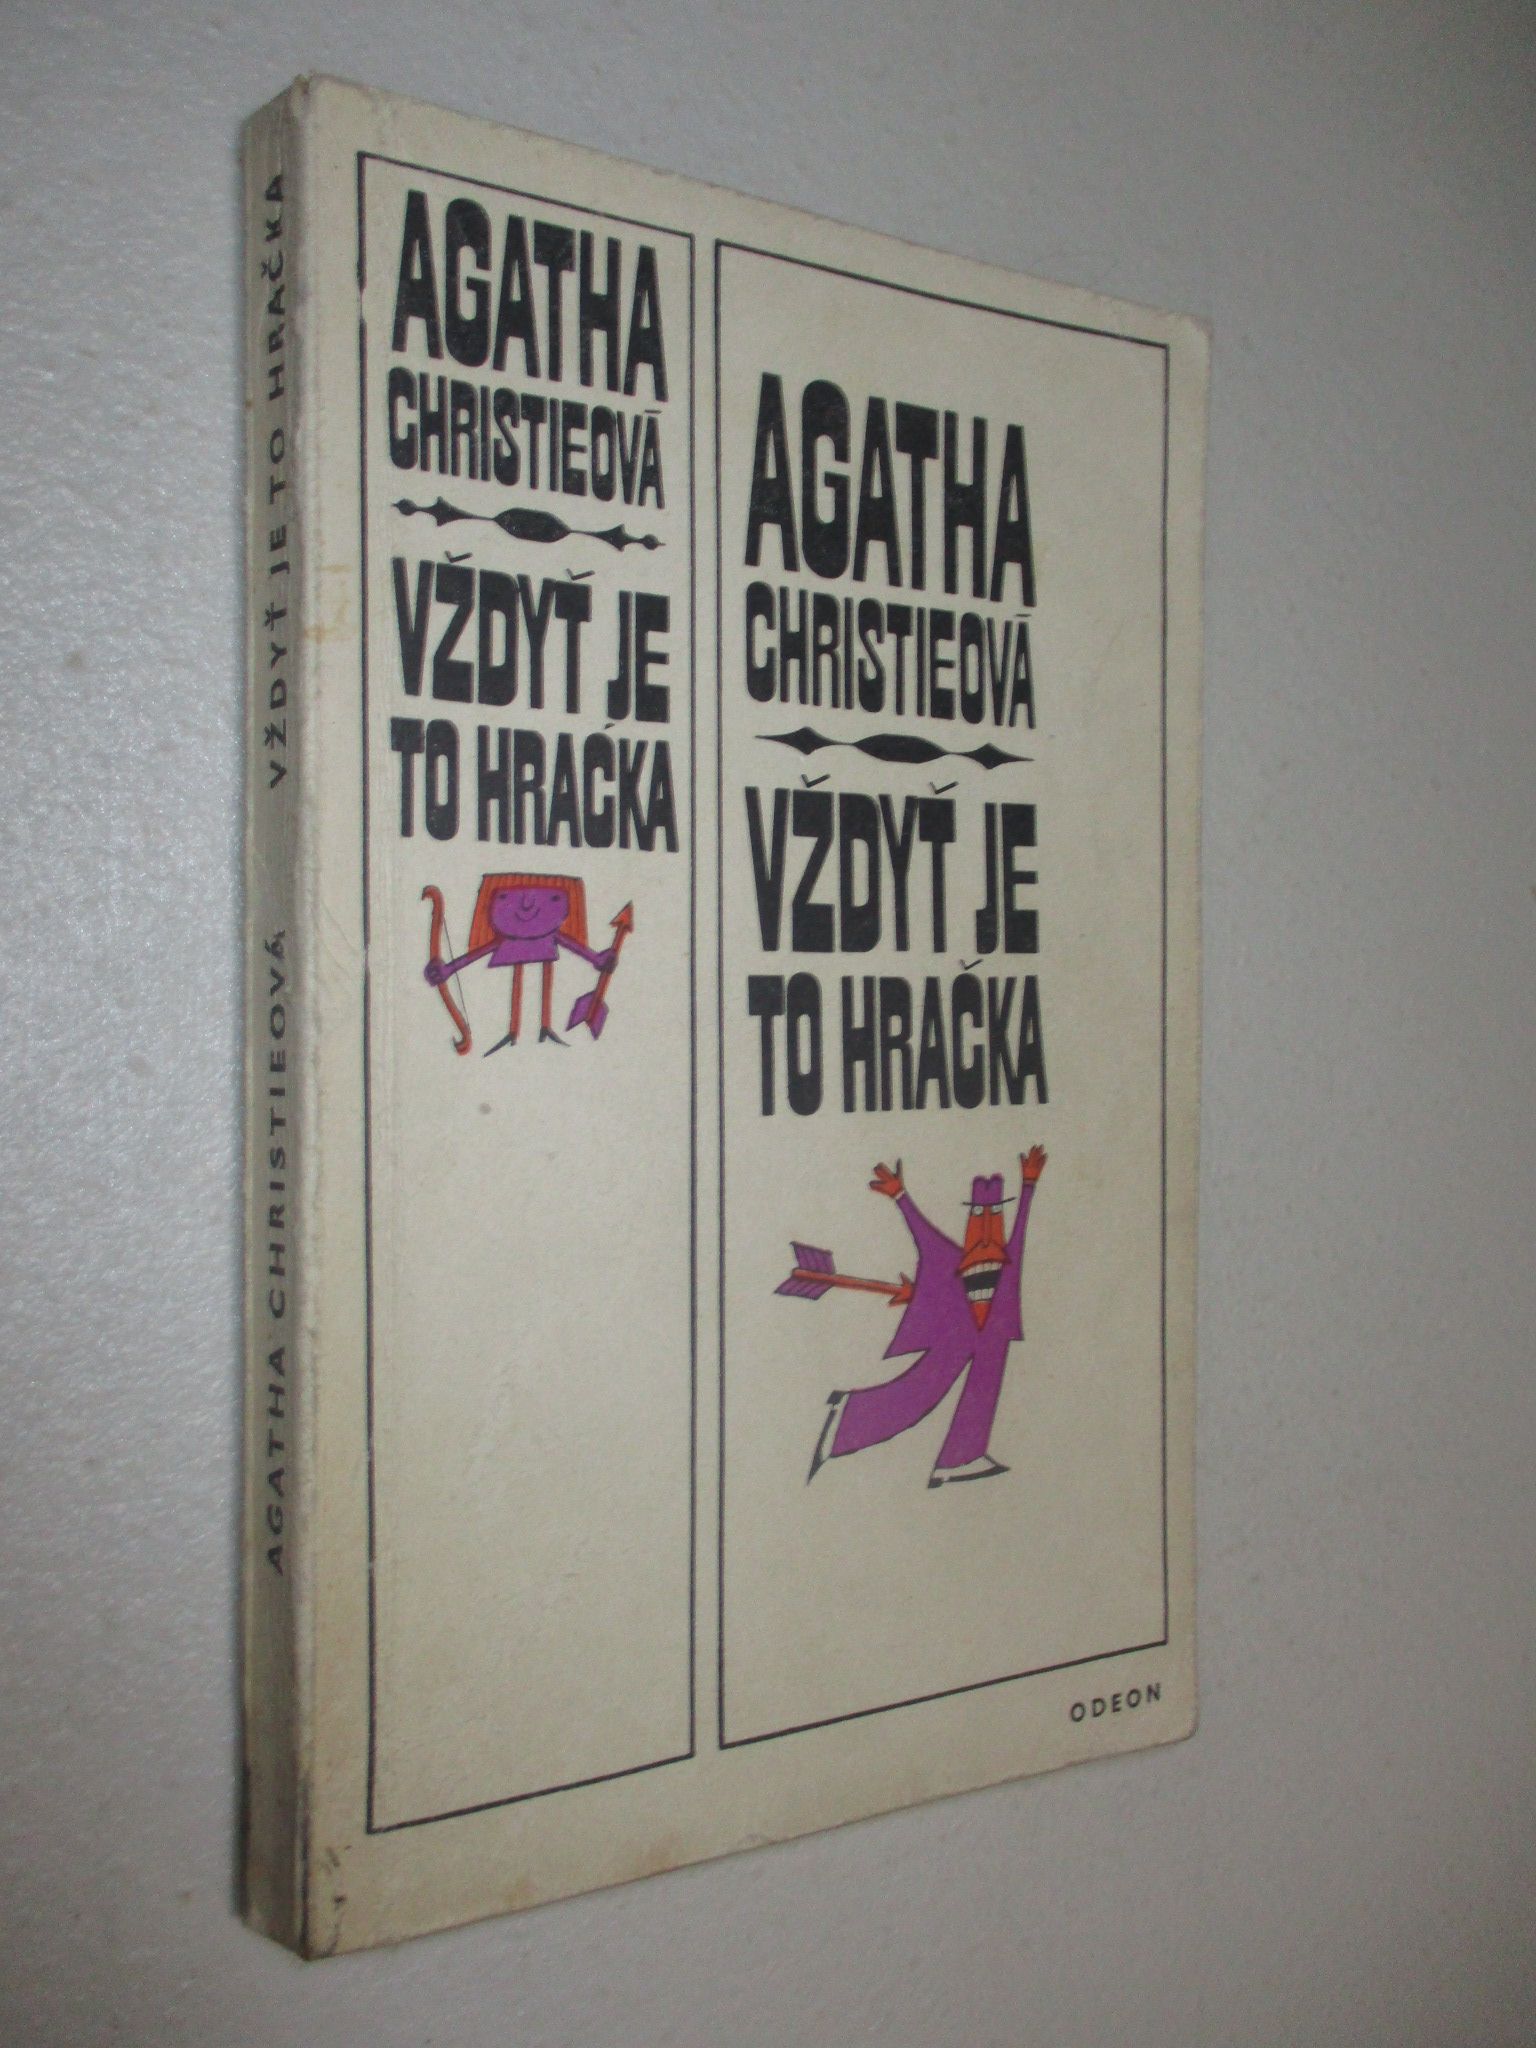 AGATHA CHRISTIEOVÁ VŽDYŤ JE TO HRAČKA
AGATHA
CHRISTIEOVÁ
VŽDYŤ JE
TO HRAČKA
AGATHA
CHRISTIEOVÁ
VŽDYŤ JE
TO HRAČKA
ODEON